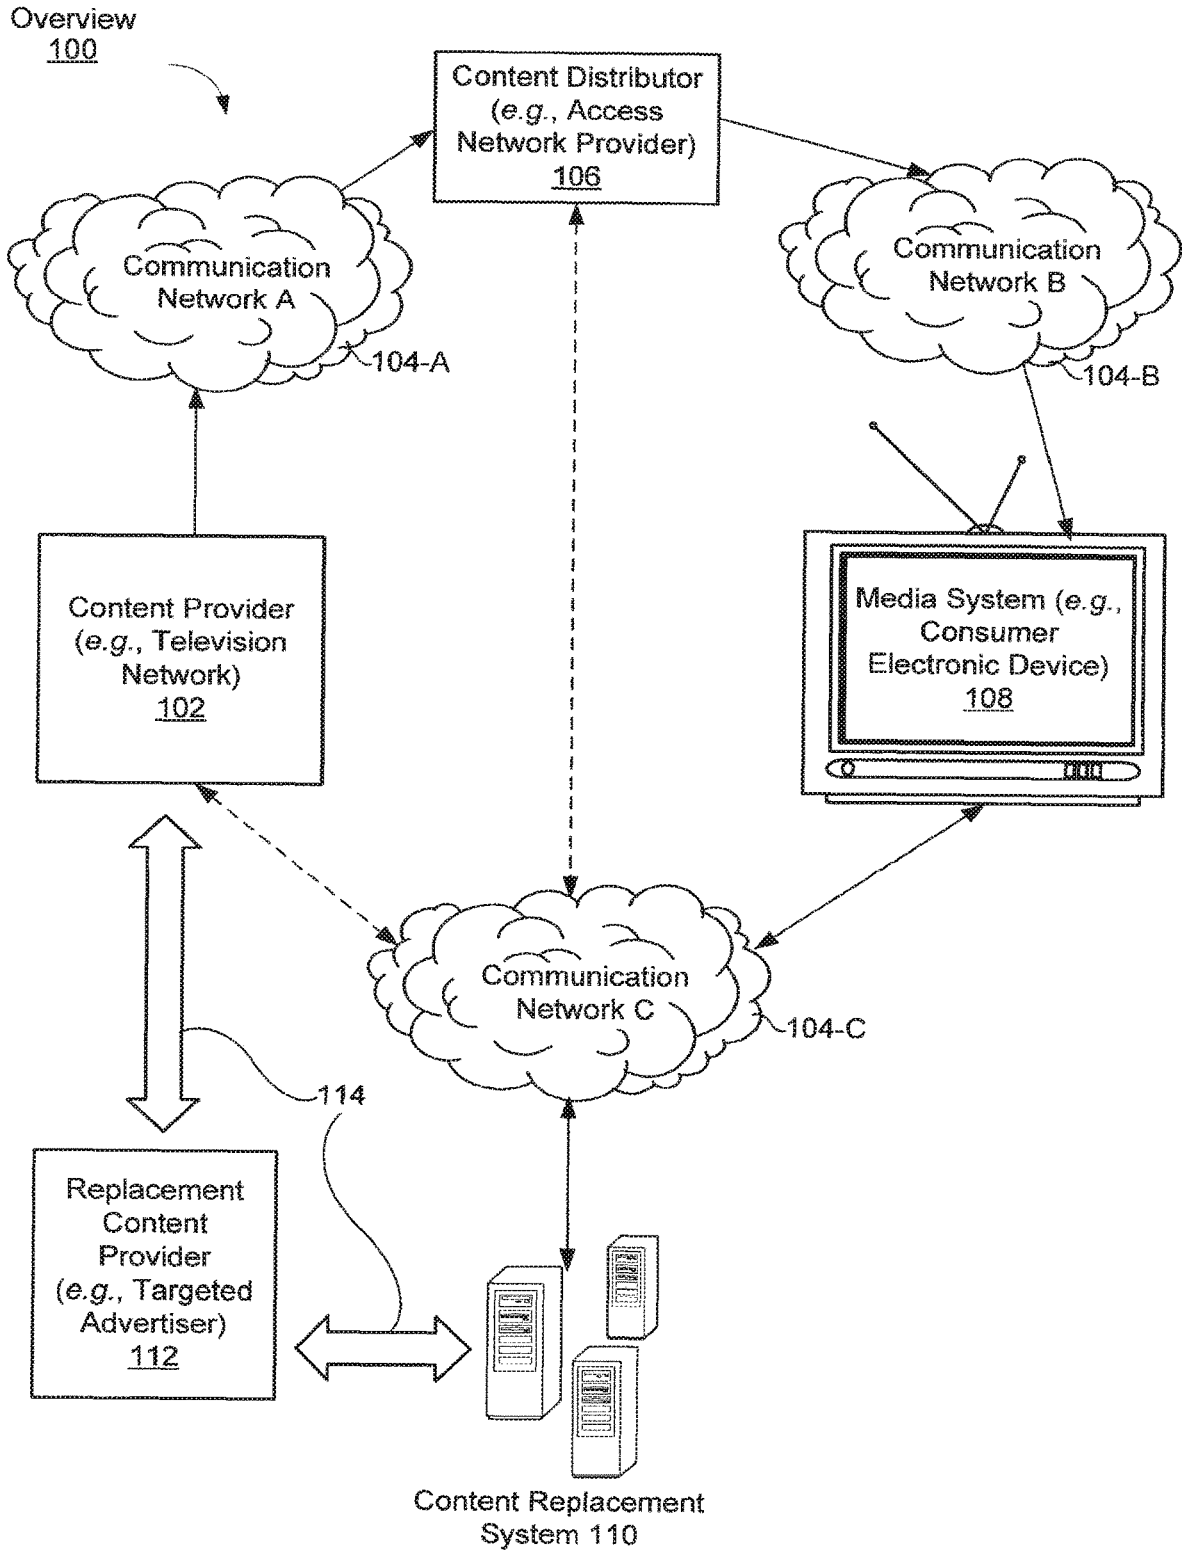 Overview
100
Content Distributor
(e.g., Access
Network Provider)
106
Communication
Network A
104-A
Communication
Network B
104-B
Content Provider
(e.g., Television
Network)
102
Media System (e.g.,
Consumer
Electronic Device)
108
Communication
Network C
104-C
114
Replacement
Content
Provider
(e.g., Targeted
Advertiser)
112
Content Replacement
System 110